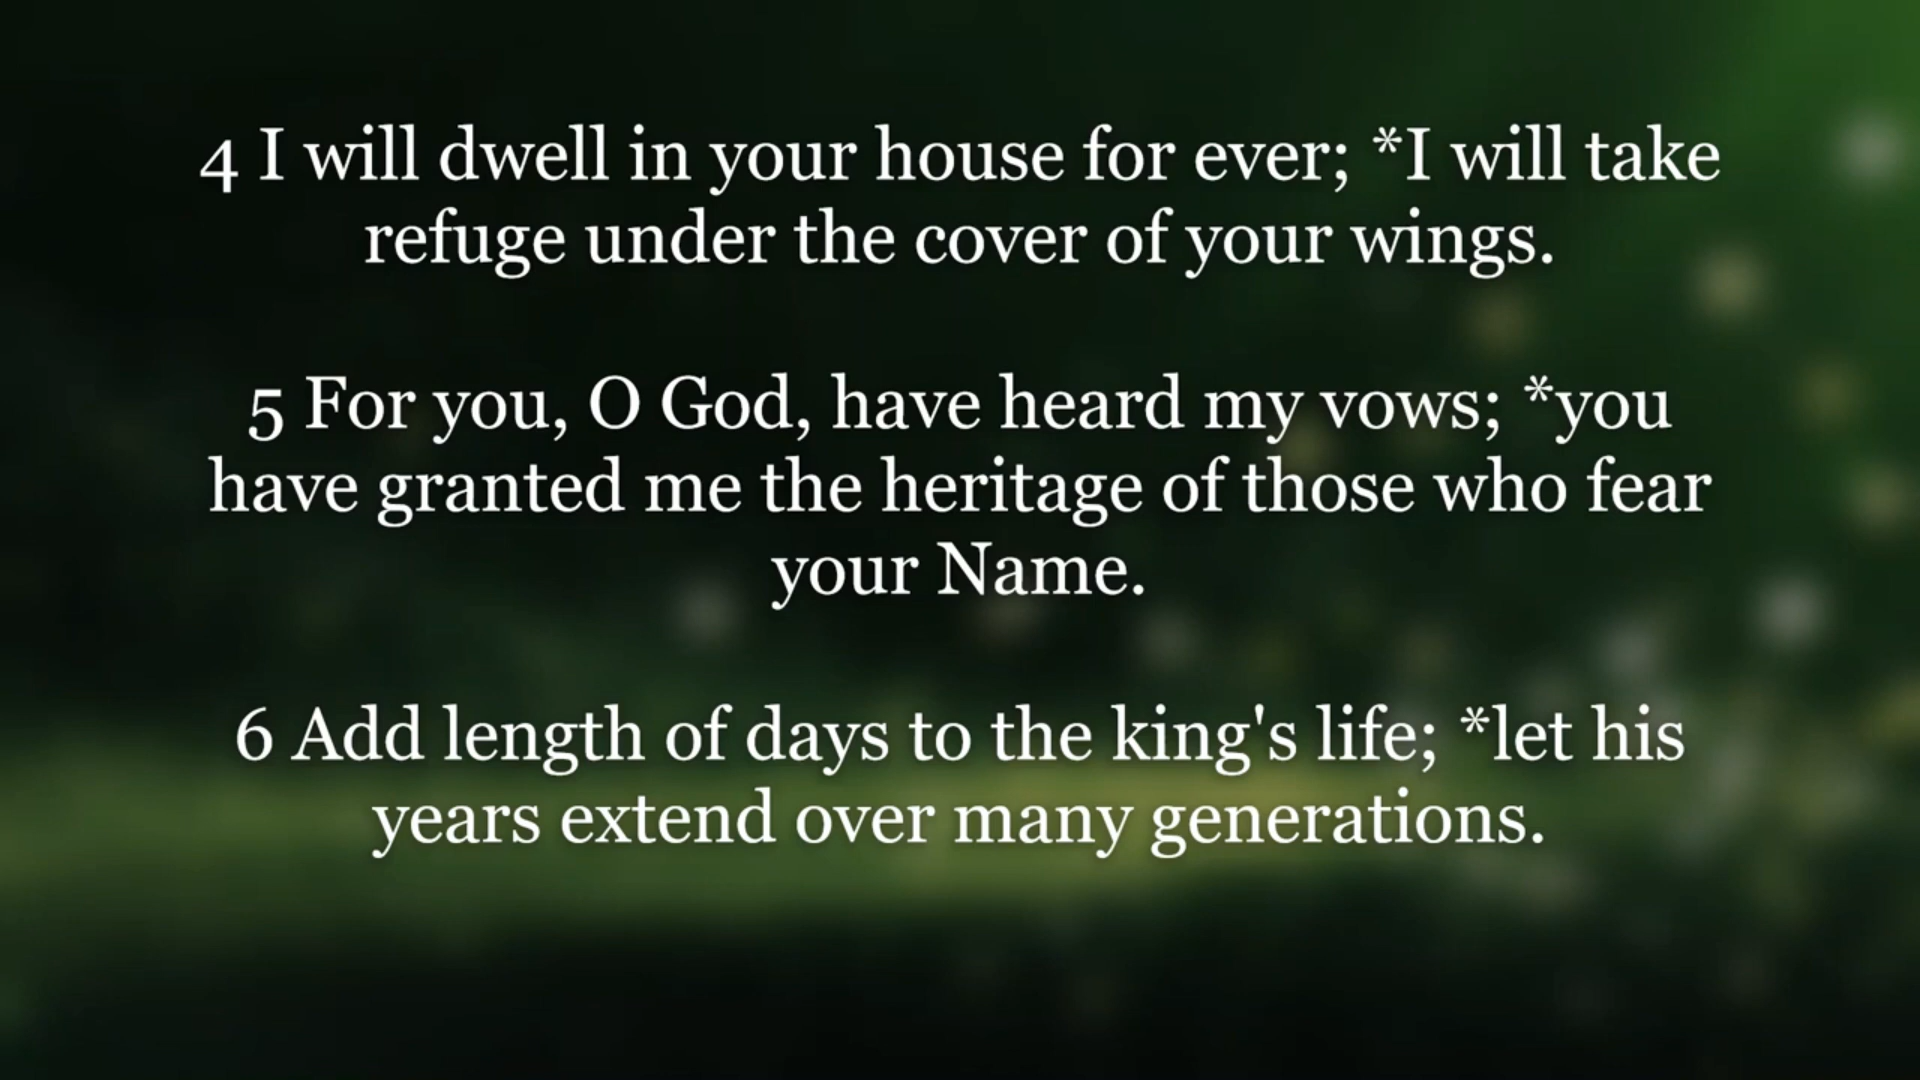 4 I will dwell in your house for ever; *I will take
refuge under the cover of your wings.
5 For you, O God, have heard my vows; *you
have granted me the heritage of those who fear
your Name.
6 Add length of days to the king's life; *let his
years extend over many generations.